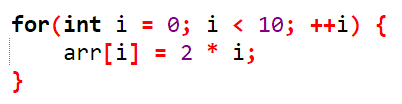 for(int i = 0; i < 10; ++i) {
    arr[i] = 2 * i;
}